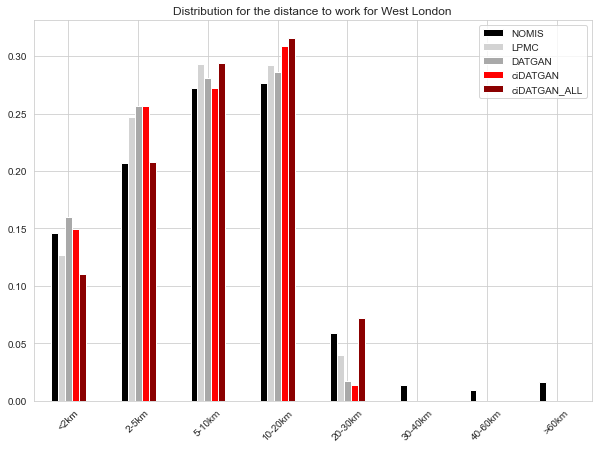 Distribution for the distance to work for West London
NOMIS
LPMC
DATGAN
ciDATGAN
ciDATGAN_ALL
0.30
0.25
0.20
0.15
0.10
0.05
0.00
<2km
2-5km
5-10km
10-20km
20-30km
30-40km
40-60km
>60km